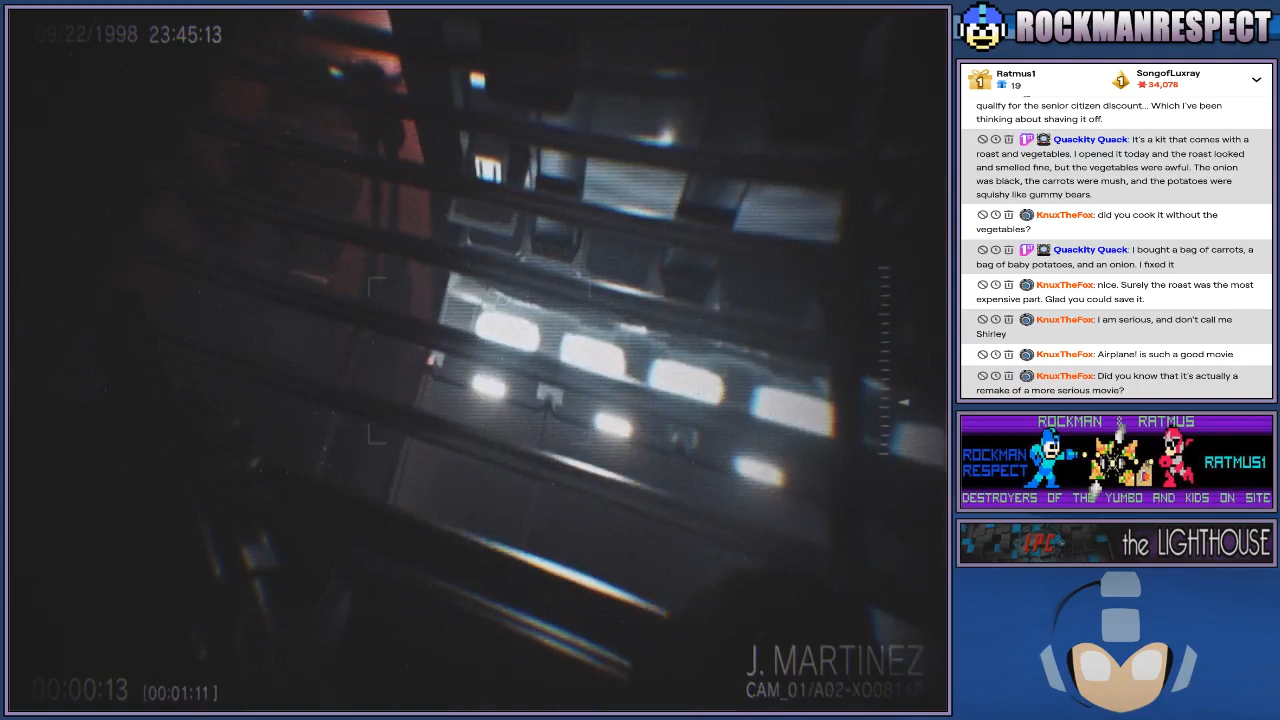 09/22/1998 23:45:13
00:00:13 [00:01:11]
J. MARTINEZ
ROCKMANRESPECT
1
Ratmus1
19
1
SongofLuxray
34,078
qualify for the senior citizen discount... Which I've been
thinking about shaving it off.
Quackity Quack: It's a kit that comes with a
roast and vegetables. I opened it today and the roast looked
and smelled fine, but the vegetables were awful. The onion
was black, the carrots were mush, and the potatoes were
squishy like gummy bears.
KnuxTheFox: did you cook it without the
vegetables?
Quackity Quack: I bought a bag of carrots, a
bag of baby potatoes, and an onion. I fixed it
KnuxTheFox: nice. Surely the roast was the most
expensive part. Glad you could save it.
KnuxTheFox: I am serious, and don't call me
Shirley
KnuxTheFox: Airplane! is such a good movie
KnuxTheFox: Did you know that it's actually a
remake of a more serious movie?
ROCKMAN & RATMUS
ROCKMAN
RESPECT
RATMUS1
DESTROYERS OF THE YUMBO AND KIDS ON SITE
LPC the LIGHTHOUSE